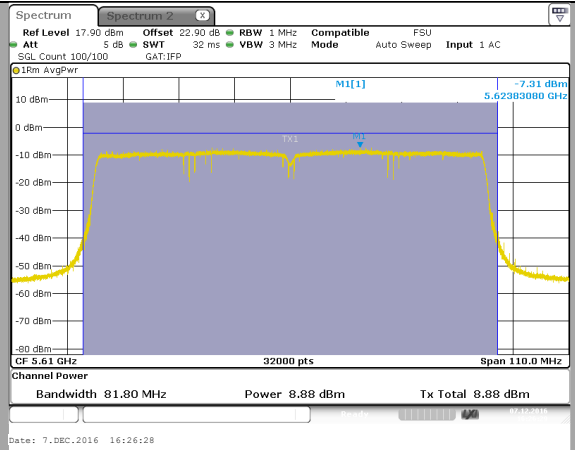 Spectrum
Spectrum 2
Ref Level 17.90 dBm Offset 22.90 dB RBW 1 MHz Compatible FSU
Att 5 dB SWT 32 ms VBW 3 MHz Mode Auto Sweep Input 1 AC
SGL Count 100/100 GAT:IFP
1Rm AvgPwr
M1[1] -7.31 dBm
5.62383080 GHz
10 dBm
0 dBm
TX1
M1
-10 dBm
-20 dBm
-30 dBm
-40 dBm
-50 dBm
-60 dBm
-70 dBm
-80 dBm
CF 5.61 GHz 32000 pts Span 110.0 MHz
Channel Power
Bandwidth 81.80 MHz Power 8.88 dBm Tx Total 8.88 dBm
Ready 07.12.2016
Date: 7.DEC.2016 16:26:28